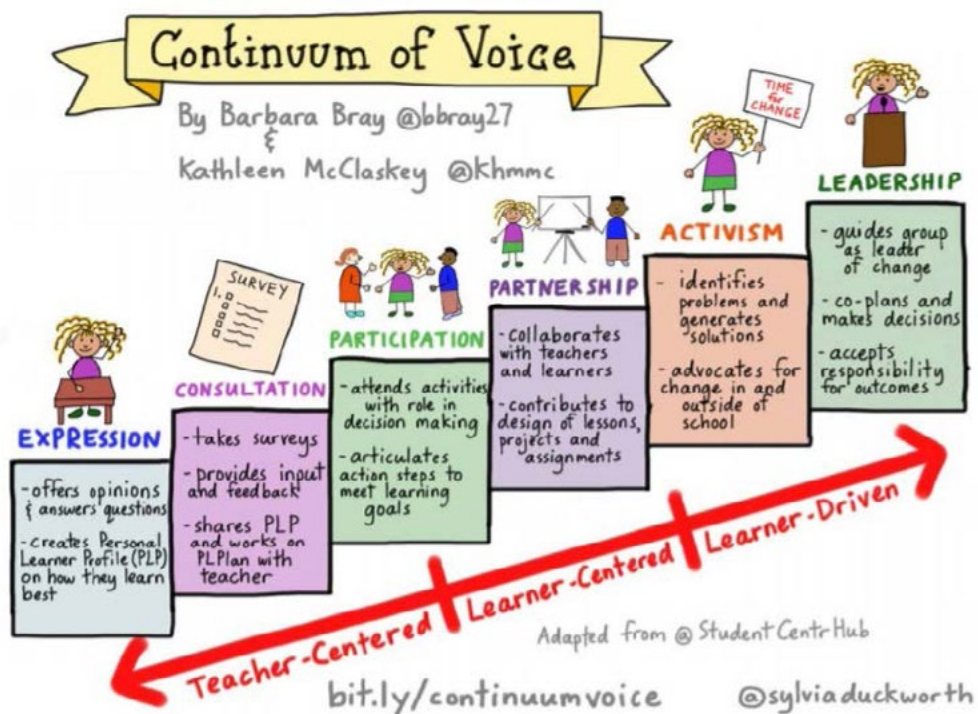 Continuum of Voice
By Barbara Bray @bbray27
&
Kathleen McClaskey @khmmc
EXPRESSION
- offers opinions
& answers questions
- creates Personal
Learner Profile (PLP)
on how they learn
best
SURVEY
1.
CONSULTATION
- takes surveys
- provides input
and feedback
- shares PLP
and works on
PLPlan with
teacher
PARTICIPATION
- attends activities
with role in
decision making
- articulates
action steps to
meet learning
goals
PARTNERSHIP
- collaborates
with teachers
and learners
- contributes to
design of lessons,
projects and
assignments
TIME
for
CHANGE
ACTIVISM
- identifies
problems and
generates
solutions
- advocates for
change in and
outside of
school
LEADERSHIP
- guides group
as leader
of change
- co-plans and
makes decisions
- accepts
responsibility
for outcomes
Teacher-Centered
Learner-Centered
Learner-Driven
Adapted from @StudentCentrHub
bit.ly/continuumvoice
@sylviaduckworth